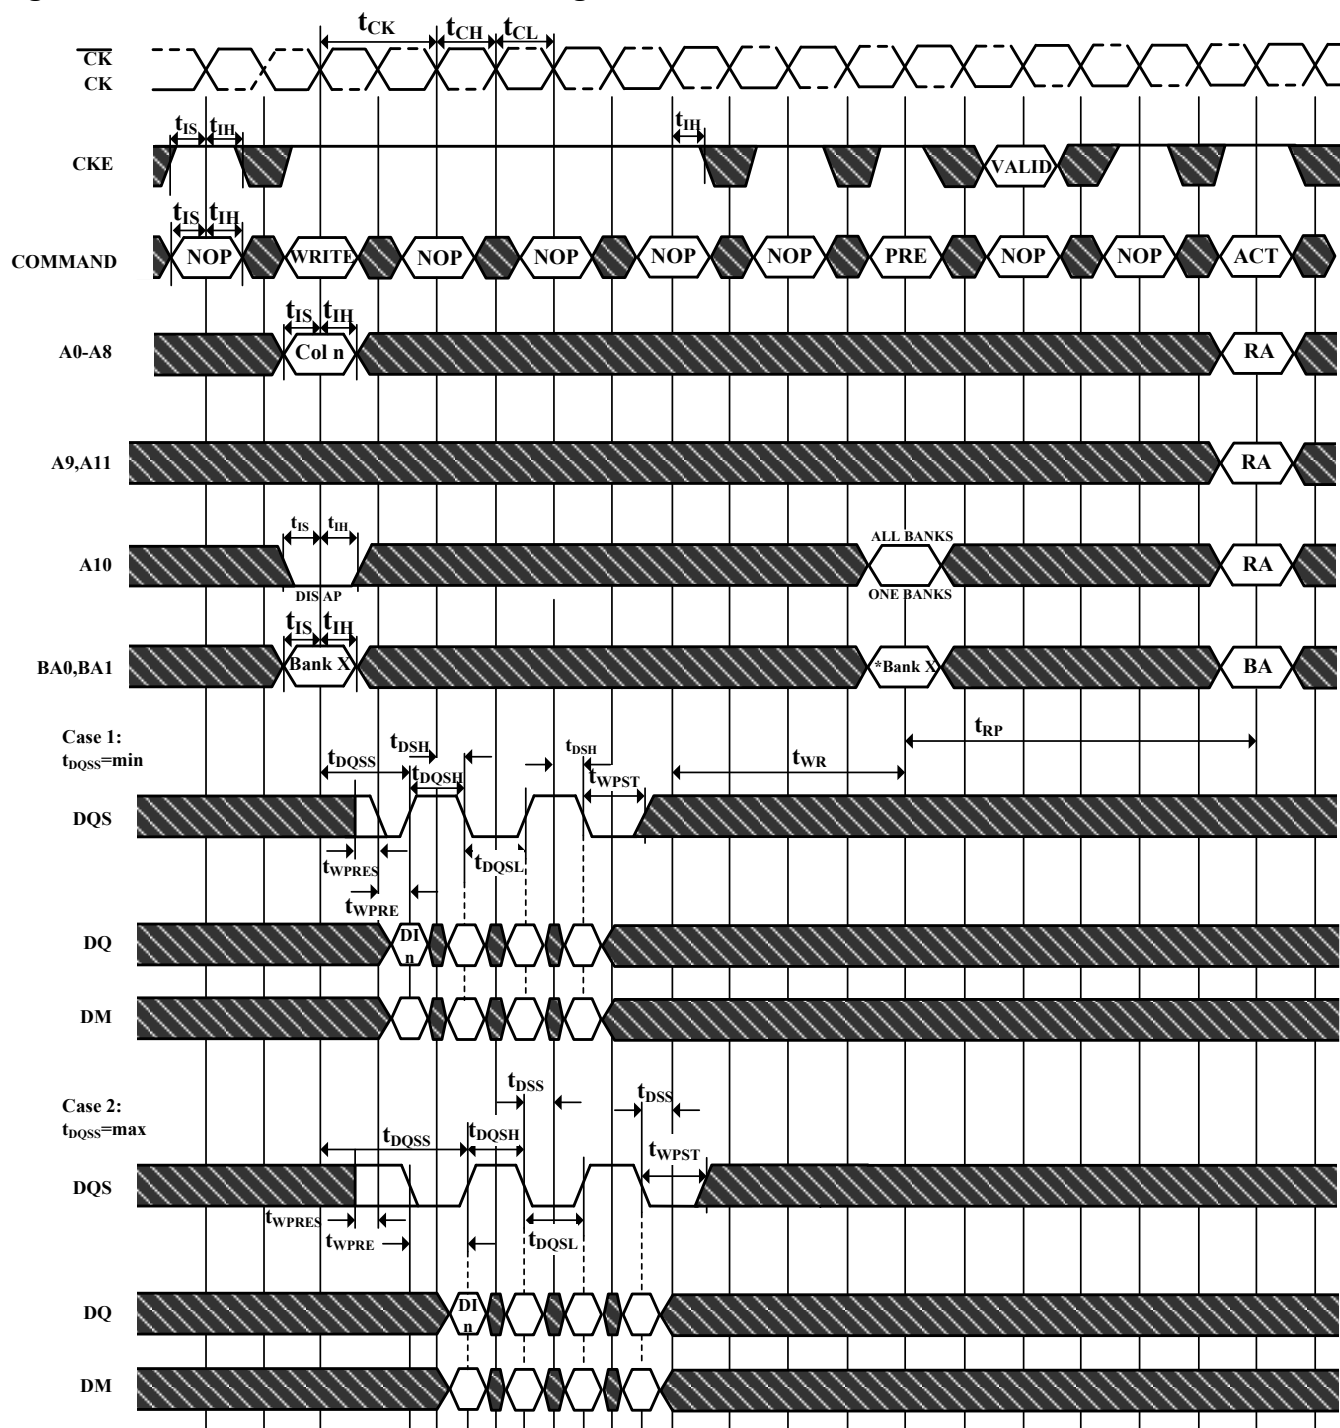 tCK tCH tCL
CK
CK
tIS tIH tIH
CKE VALID
tIS tIH
COMMAND NOP WRITE NOP NOP NOP NOP PRE NOP NOP ACT
tIS tIH
A0-A8 Col n RA
A9,A11 RA
tIS tIH ALL BANKS
A10 RA
DIS AP ONE BANKS
tIS tIH
BA0,BA1 Bank X *Bank X BA
Case 1:
tDQSS=min
tDSH tDSH tRP
tDQSS tDQSH tWPST tWR
DQS
tWPRES tDQSL
tWPRE
DQ DI
n
DM
tDSS tDSS
Case 2:
tDQSS=max
tDQSS tDQSH tWPST
DQS
tWPRES tWPRE tDQSL
DQ DI
n
DM